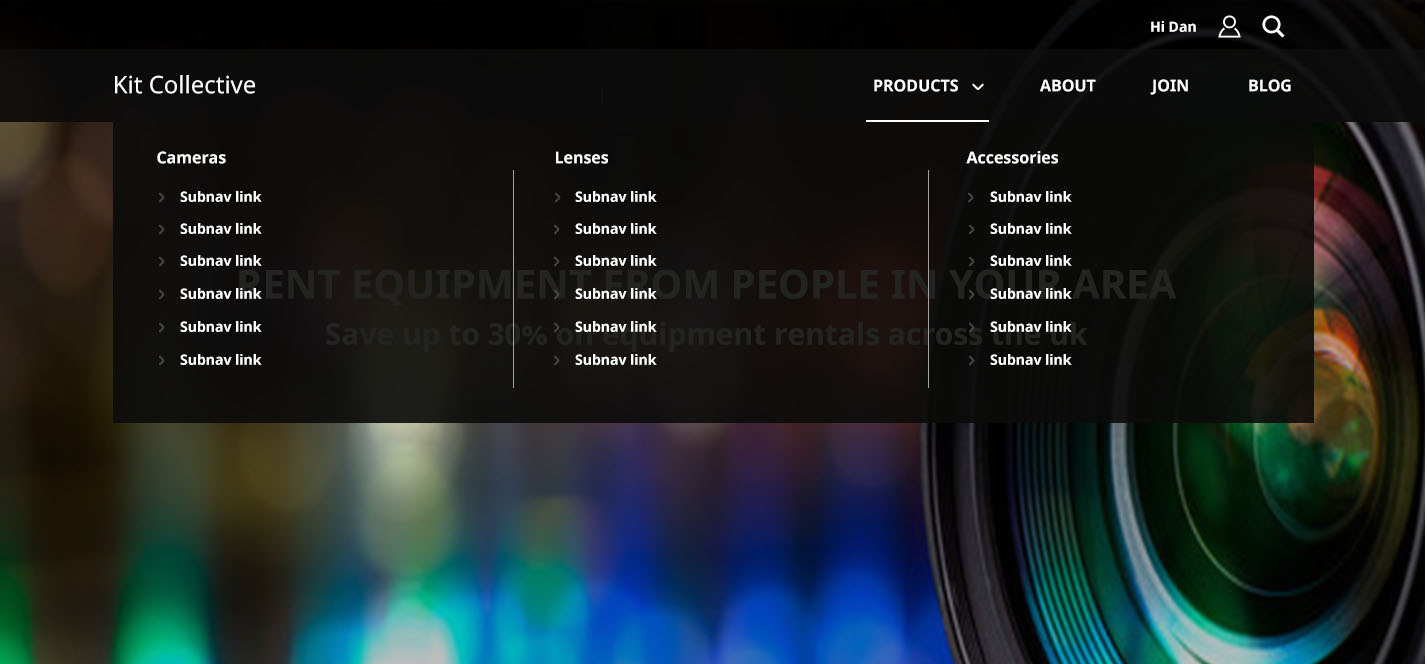 Hi Dan
Kit Collective
PRODUCTS
ABOUT
JOIN
BLOG
Cameras
Subnav link
Subnav link
Subnav link
Subnav link
Subnav link
Subnav link
Lenses
Subnav link
Subnav link
Subnav link
Subnav link
Subnav link
Subnav link
Accessories
Subnav link
Subnav link
Subnav link
Subnav link
Subnav link
Subnav link
RENT EQUIPMENT FROM PEOPLE IN YOUR AREA
Save up to 30% on equipment rentals across the uk